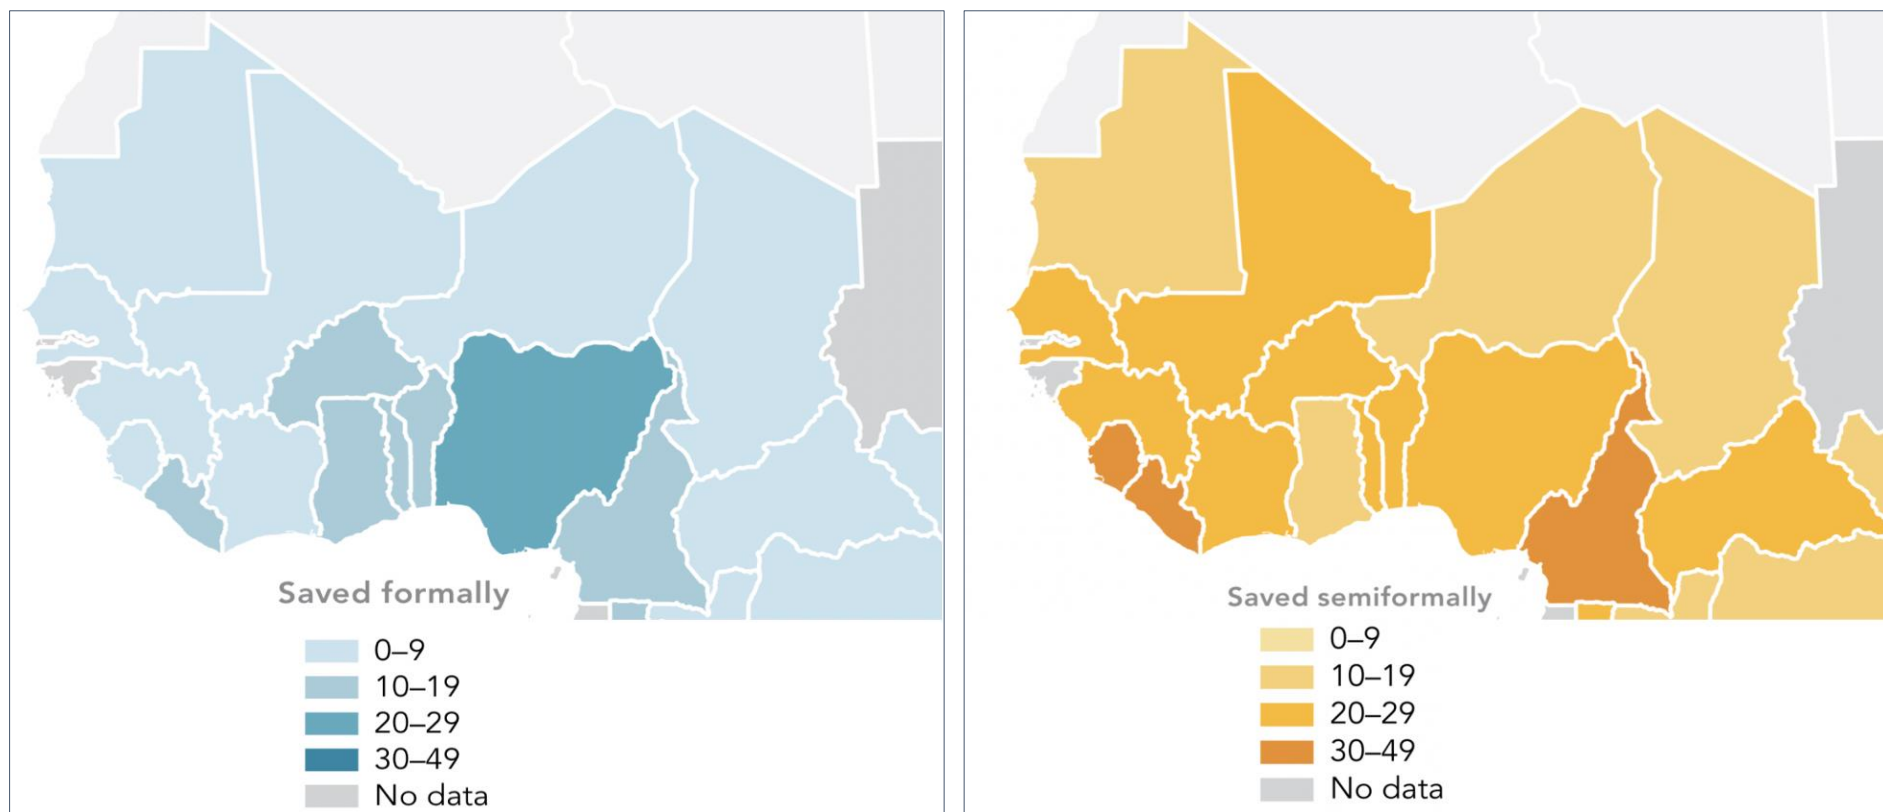 Saved formally
0–9
10–19
20–29
30–49
No data
Saved semiformally
0–9
10–19
20–29
30–49
No data